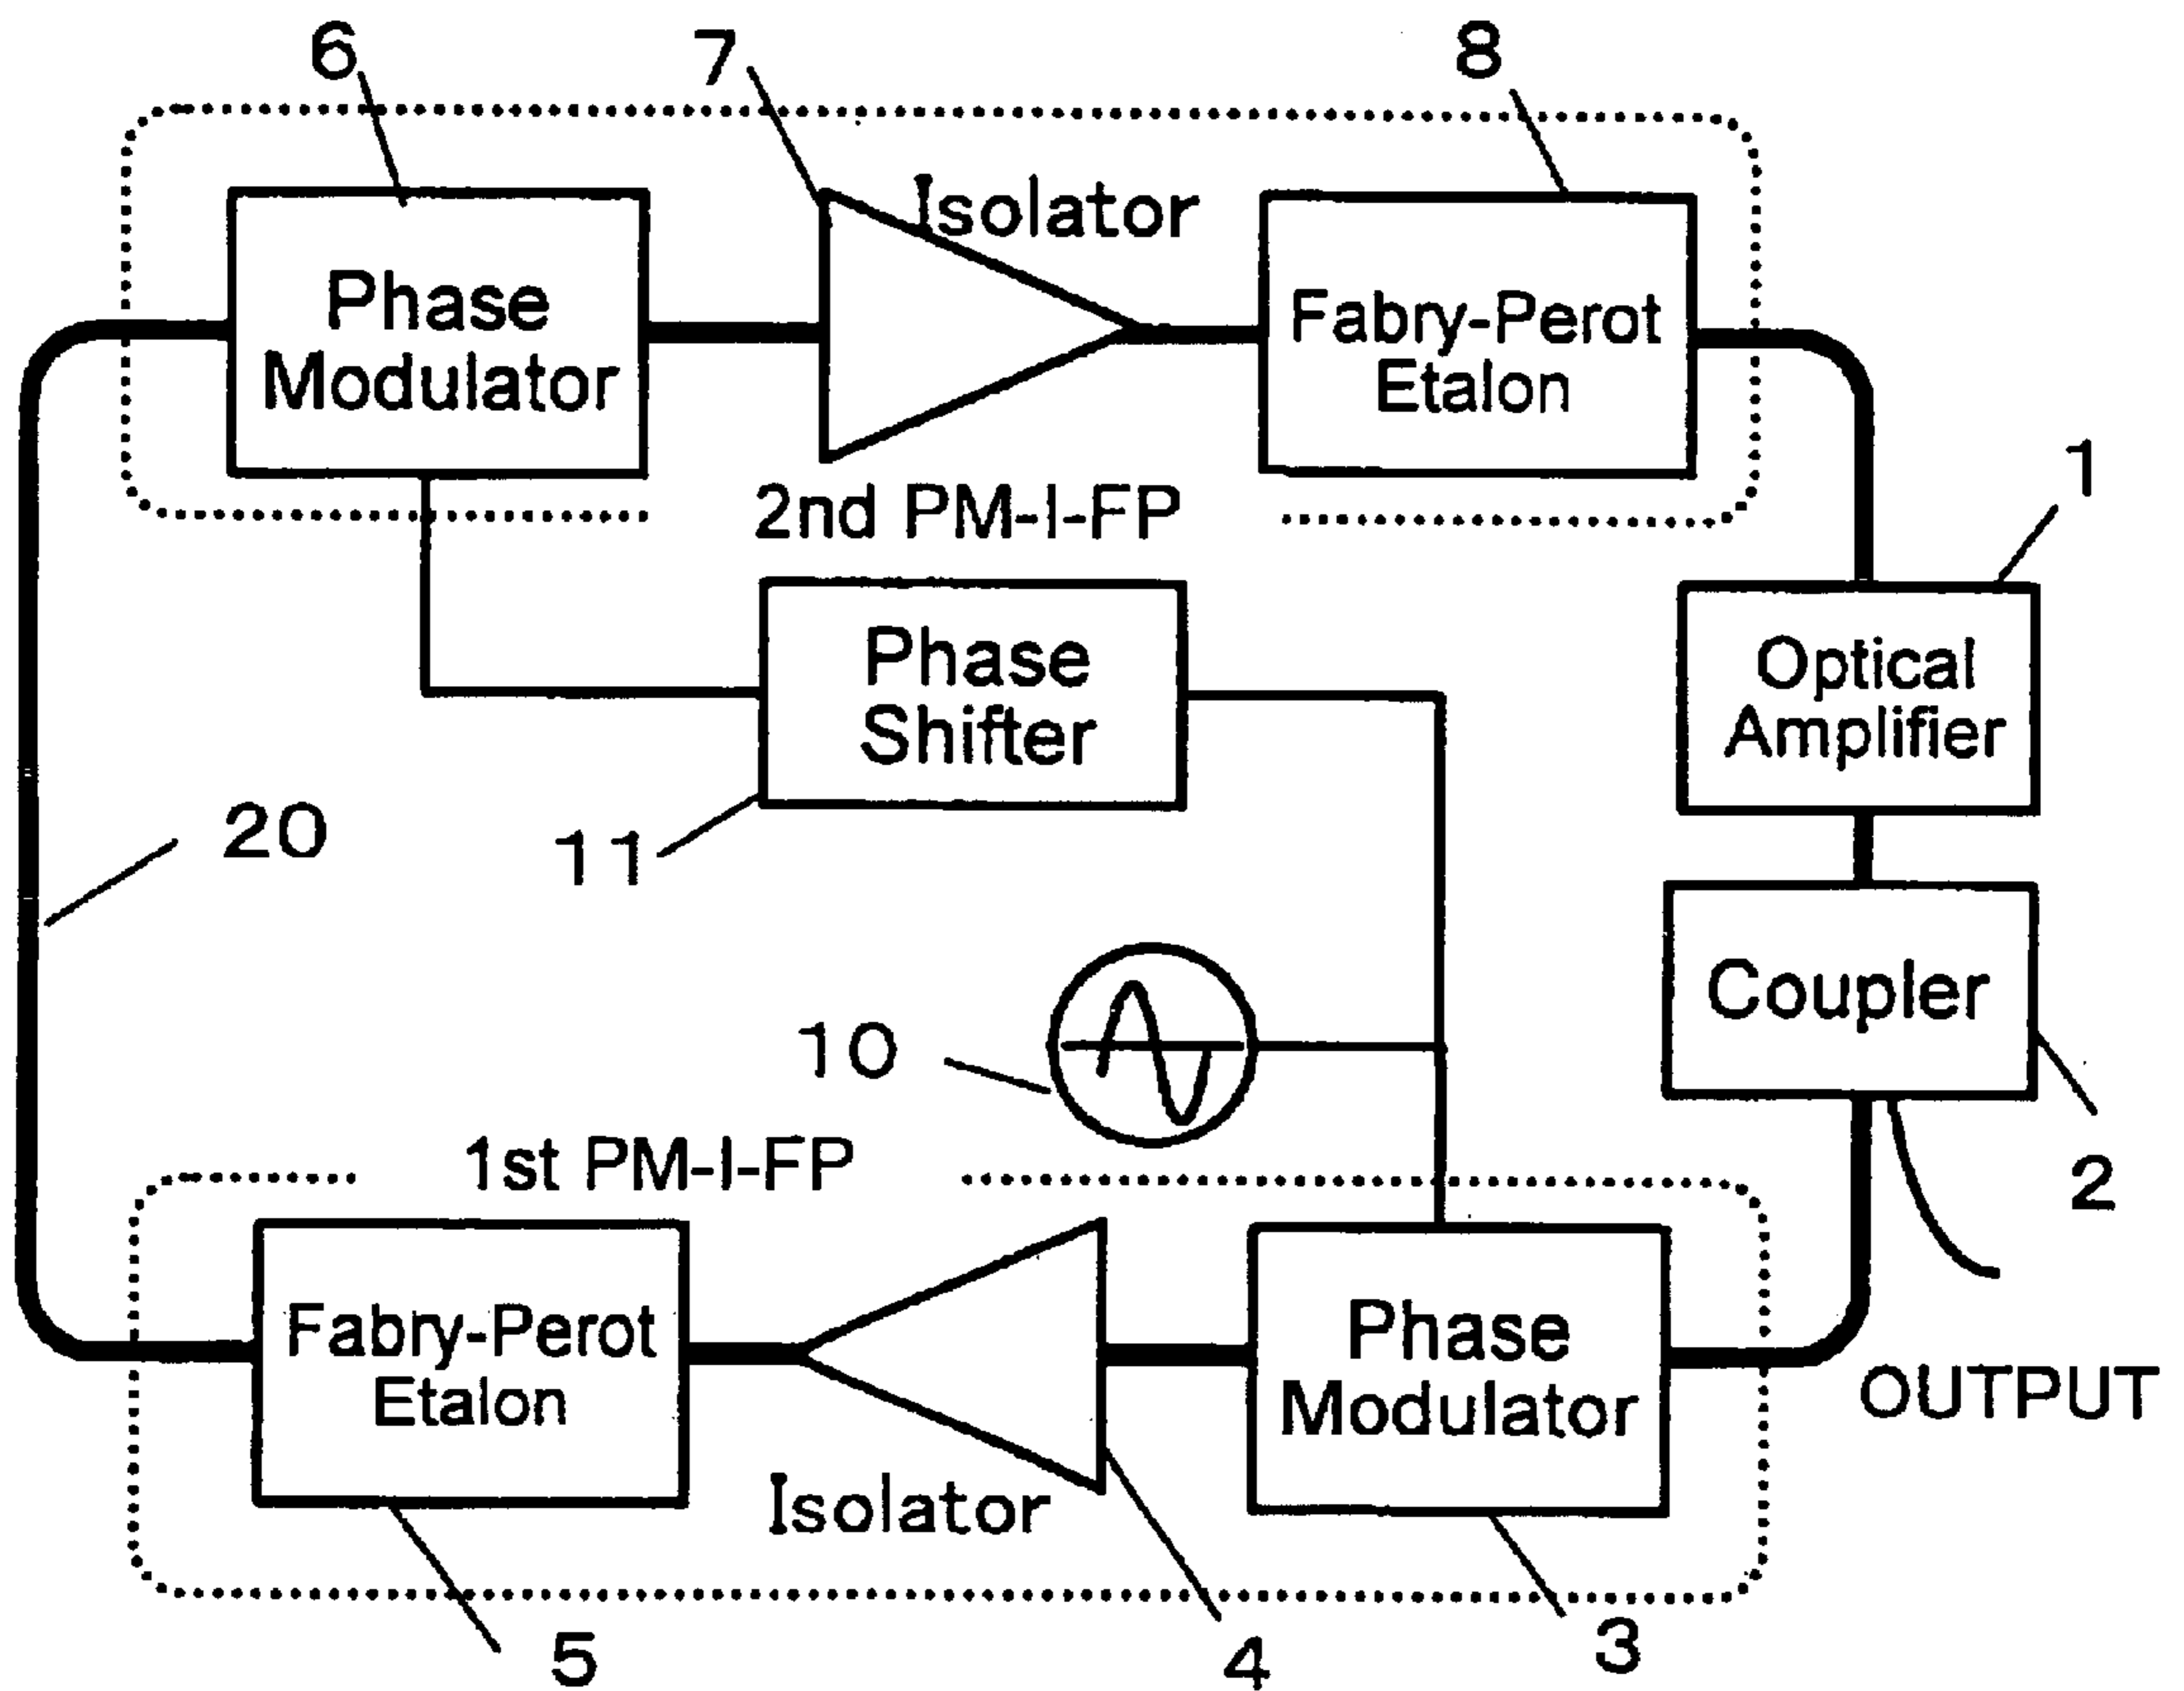 6
7
8
Isolator
Phase
Modulator
Fabry-Perot
Etalon
2nd PM-I-FP
1
Phase
Shifter
Optical
Amplifier
11
20
Coupler
10
2
1st PM-I-FP
Fabry-Perot
Etalon
Phase
Modulator
OUTPUT
Isolator
5
4
3